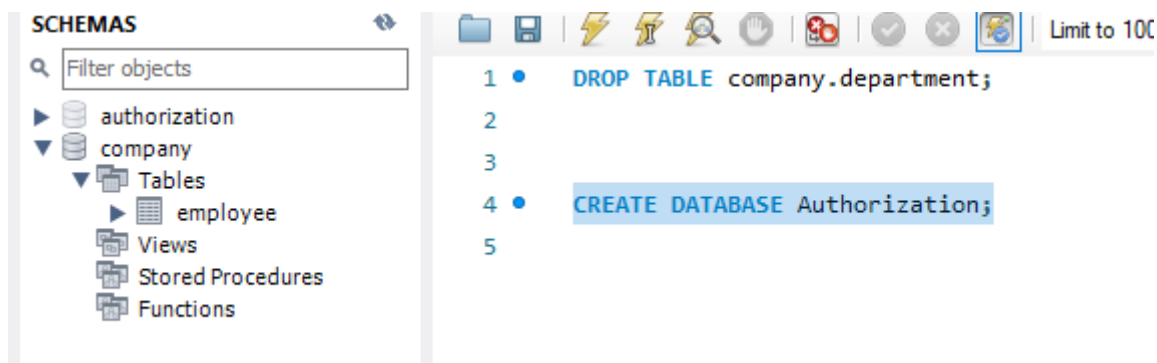 SCHEMAS
Filter objects
authorization
company
Tables
employee
Views
Stored Procedures
Functions
Limit to 100
1 DROP TABLE company.department;
2
3
4 CREATE DATABASE Authorization;
5